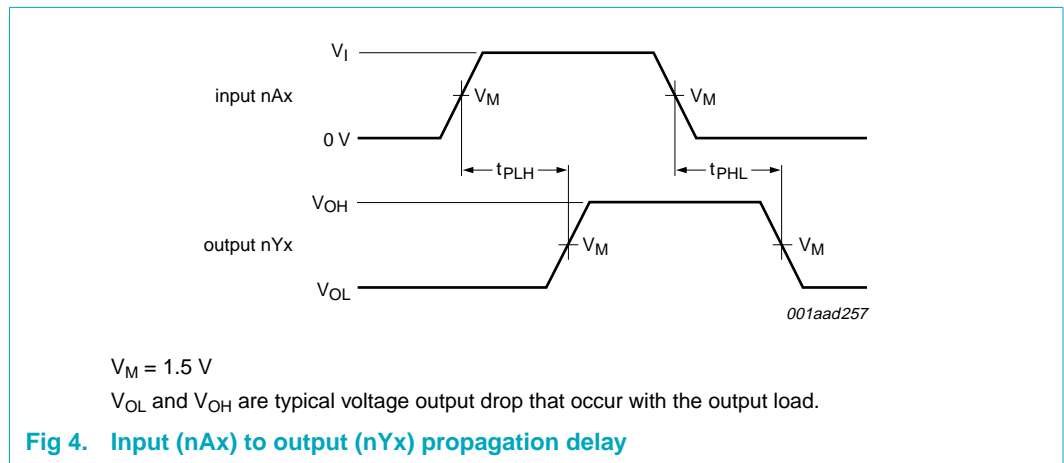 VI
input nAx
VM
VM
0 V
tPLH
tPHL
VOH
output nYx
VM
VM
VOL
001aad257
VM = 1.5 V
VOL and VOH are typical voltage output drop that occur with the output load.
Fig 4. Input (nAx) to output (nYx) propagation delay